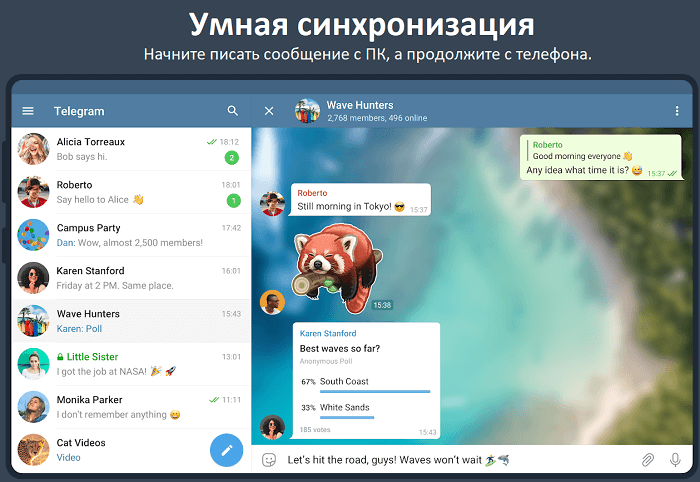 Умная синхронизация
Начните писать сообщение с ПК, а продолжите с телефона.
Telegram
Alicia Torreaux 18:12
Bob says hi. 2
Roberto 18:01
Say hello to Alice 👋 1
Campus Party 17:42
Dan: Wow, almost 2,500 members!
Karen Stanford 16:01
Friday at 2 PM. Same place.
Wave Hunters 15:43
Karen: Poll
Little Sister 13:01
I got the job at NASA! 🎉 🚀
Monika Parker 11:11
I don't remember anything 😄
Cat Videos
Video
Wave Hunters
2,768 members, 496 online
Roberto
Good morning everyone 👋
Any idea what time it is? 😅 15:37
Roberto
Still morning in Tokyo! 😎 15:37
15:38
Karen Stanford
Best waves so far?
Anonymous Poll
67% South Coast
33% White Sands
185 votes 15:43
Let's hit the road, guys! Waves won't wait 🏄🦈